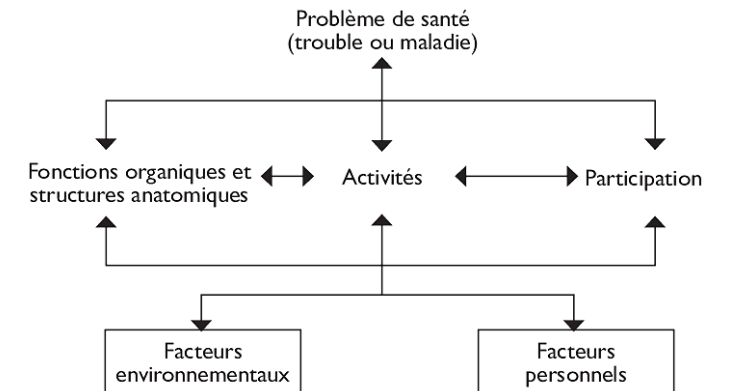 Problème de santé
(trouble ou maladie)
Fonctions organiques et
structures anatomiques
Activités
Participation
Facteurs
environnementaux
Facteurs
personnels